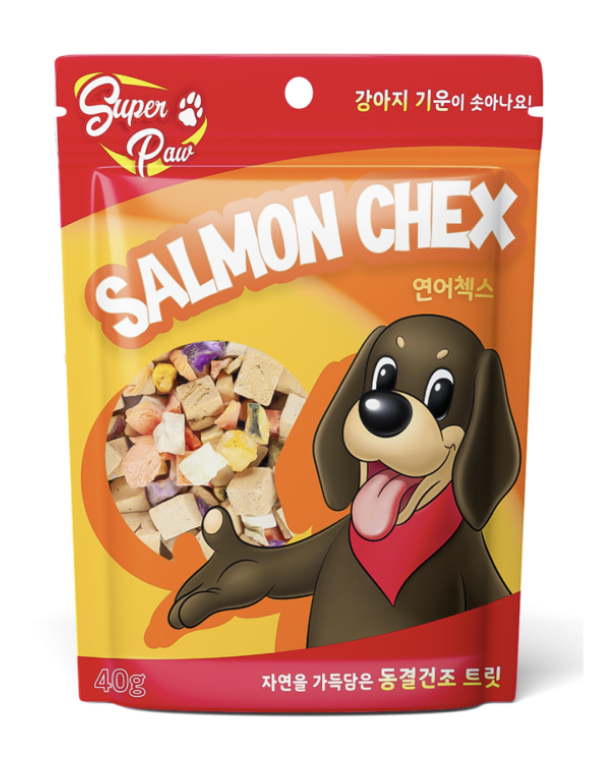 Super
Paw
강아지 기운이 솟아나요!
SALMON CHEX
연어첵스
40g
자연을 가득담은 동결건조 트릿